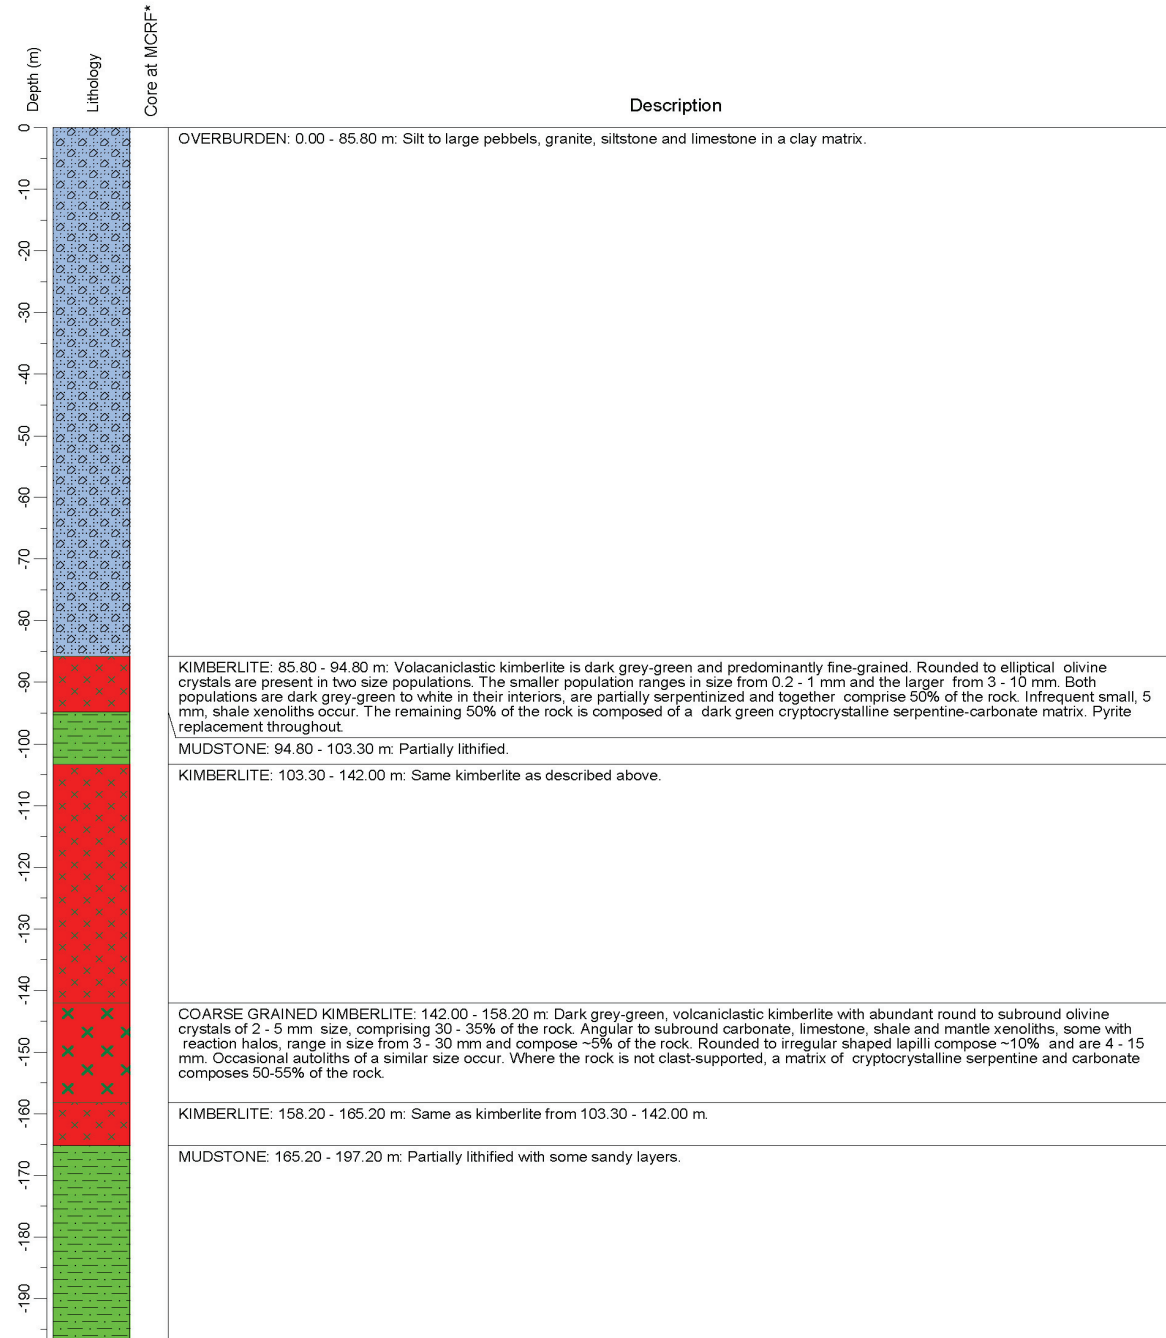 Depth (m)
Lithology
Core at MCRF*
Description
0
-10
-20
-30
-40
-50
-60
-70
-80
-90
-100
-110
-120
-130
-140
-150
-160
-170
-180
-190
OVERBURDEN: 0.00 - 85.80 m: Silt to large pebbels, granite, siltstone and limestone in a clay matrix.
KIMBERLITE: 85.80 - 94.80 m: Volacaniclastic kimberlite is dark grey-green and predominantly fine-grained. Rounded to elliptical olivine
crystals are present in two size populations. The smaller population ranges in size from 0.2 - 1 mm and the larger from 3 - 10 mm. Both
populations are dark grey-green to white in their interiors, are partially serpentinized and together comprise 50% of the rock. Infrequent small, 5
mm, shale xenoliths occur. The remaining 50% of the rock is composed of a dark green cryptocrystalline serpentine-carbonate matrix. Pyrite
replacement throughout.
MUDSTONE: 94.80 - 103.30 m: Partially lithified.
KIMBERLITE: 103.30 - 142.00 m: Same kimberlite as described above.
COARSE GRAINED KIMBERLITE: 142.00 - 158.20 m: Dark grey-green, volcaniclastic kimberlite with abundant round to subround olivine
crystals of 2 - 5 mm size, comprising 30 - 35% of the rock. Angular to subround carbonate, limestone, shale and mantle xenoliths, some with
reaction halos, range in size from 3 - 30 mm and compose ~5% of the rock. Rounded to irregular shaped lapilli compose ~10% and are 4 - 15
mm. Occasional autoliths of a similar size occur. Where the rock is not clast-supported, a matrix of cryptocrystalline serpentine and carbonate
composes 50-55% of the rock.
KIMBERLITE: 158.20 - 165.20 m: Same as kimberlite from 103.30 - 142.00 m.
MUDSTONE: 165.20 - 197.20 m: Partially lithified with some sandy layers.